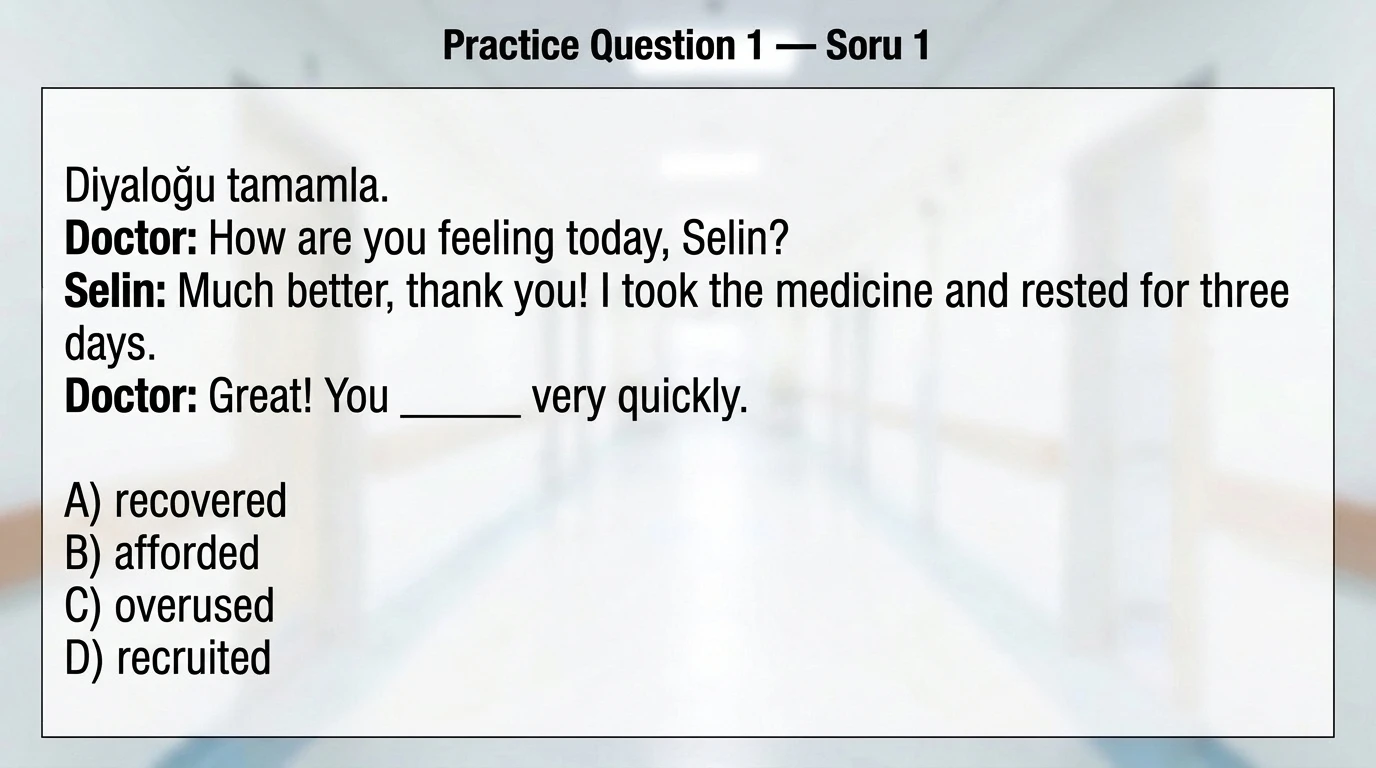 Practice Question 1 — Soru 1
Diyaloğu tamamla.
Doctor: How are you feeling today, Selin?
Selin: Much better, thank you! I took the medicine and rested for three
days.
Doctor: Great! You _____ very quickly.
A) recovered
B) afforded
C) overused
D) recruited